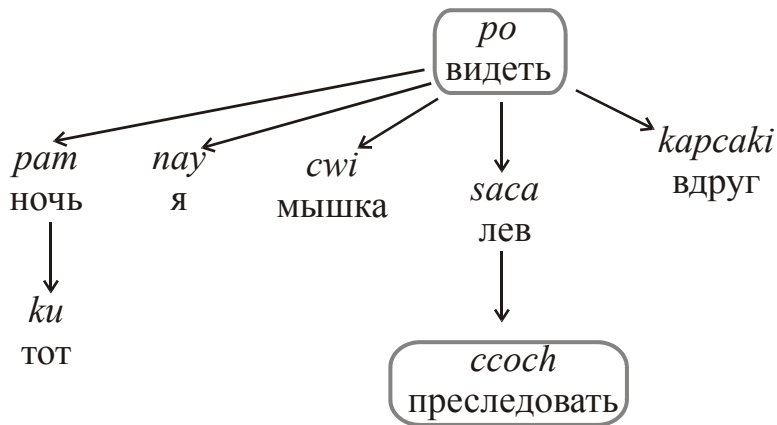 po
видеть
pam
ночь
nay
я
cwi
мышка
saca
лев
kapcaki
вдруг
ku
тот
ccoch
преследовать